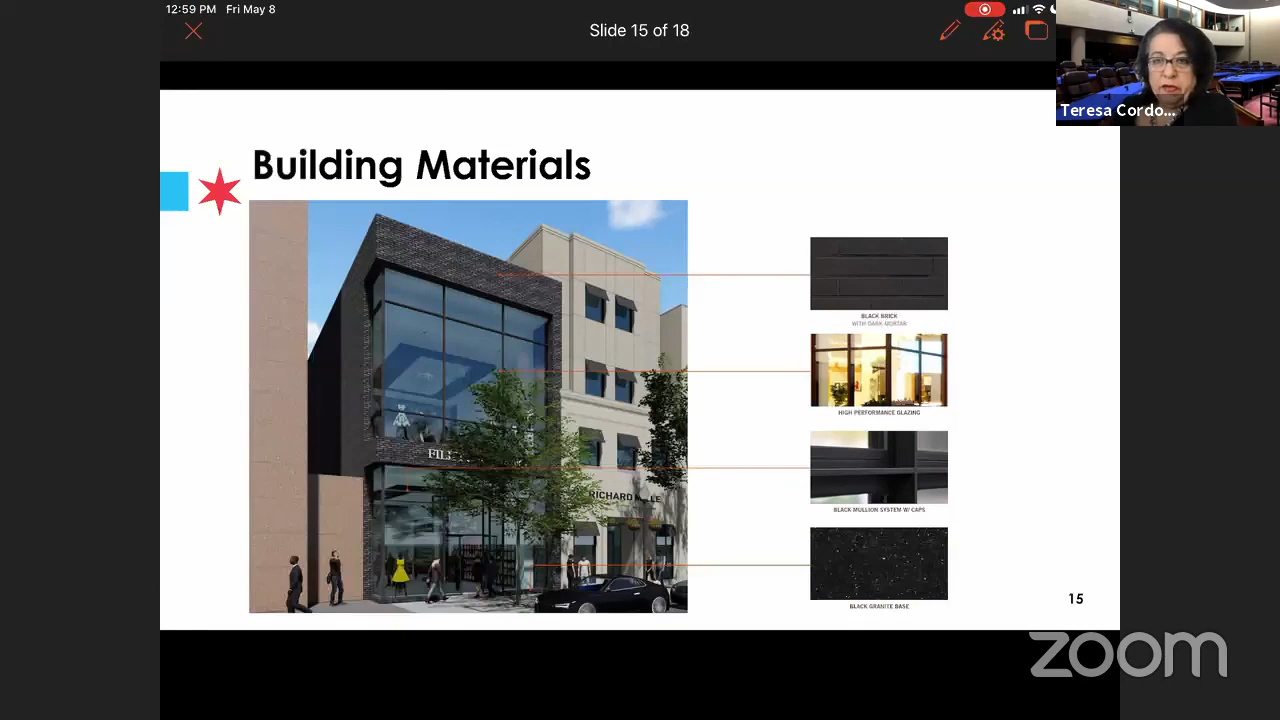 12:59 PM Fri May 8
Slide 15 of 18
Teresa Cordo...
Building Materials
BLACK BRICK
WITH DARK MORTAR
HIGH PERFORMANCE GLAZING
BLACK MULLION SYSTEM W/ CAPS
BLACK GRANITE BASE
RICHARD
15
zoom